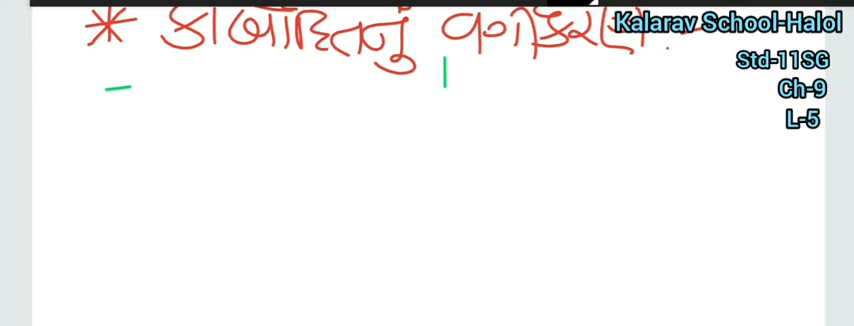 * કાર્બોદિતનું વર્ગીકરણ :-
Kalarav School-Halol
Std-11SG
Ch-9
L-5